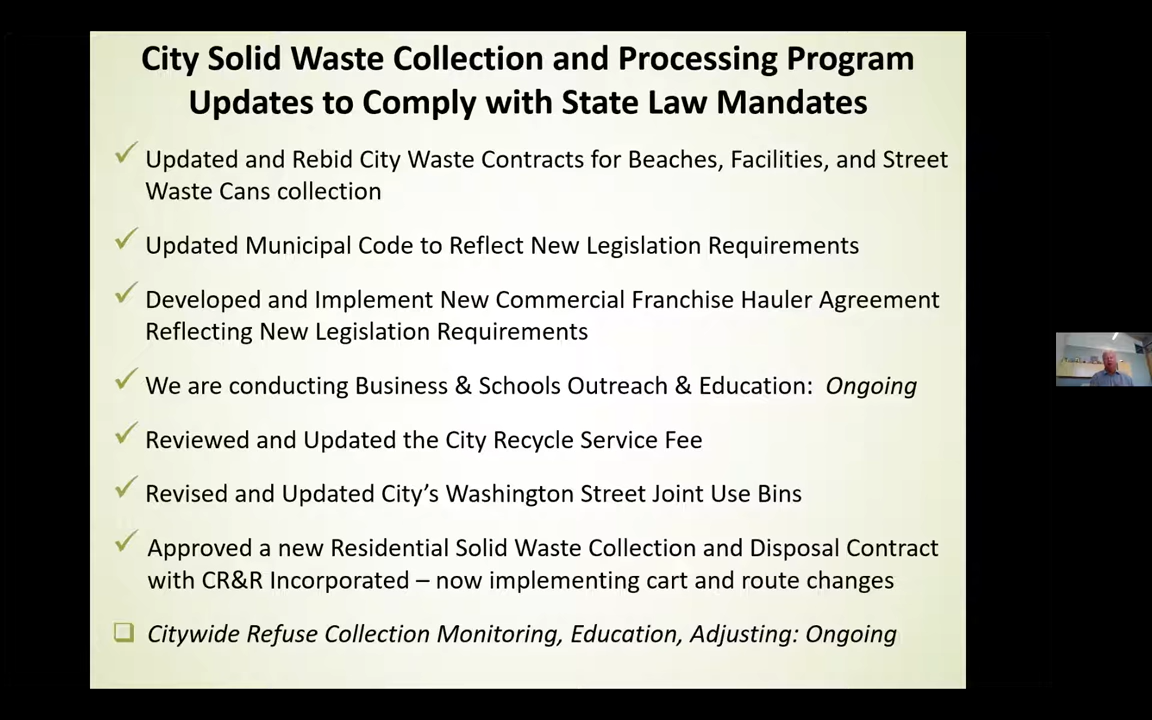 City Solid Waste Collection and Processing Program
Updates to Comply with State Law Mandates
Updated and Rebid City Waste Contracts for Beaches, Facilities, and Street
Waste Cans collection
Updated Municipal Code to Reflect New Legislation Requirements
Developed and Implement New Commercial Franchise Hauler Agreement
Reflecting New Legislation Requirements
We are conducting Business & Schools Outreach & Education: Ongoing
Reviewed and Updated the City Recycle Service Fee
Revised and Updated City's Washington Street Joint Use Bins
Approved a new Residential Solid Waste Collection and Disposal Contract
with CR&R Incorporated – now implementing cart and route changes
Citywide Refuse Collection Monitoring, Education, Adjusting: Ongoing